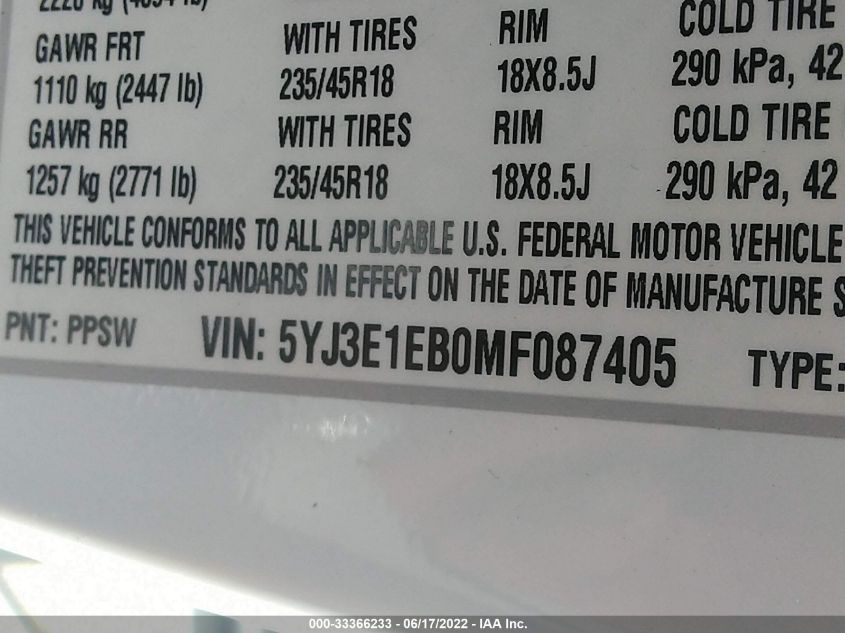 GAWR FRT WITH TIRES RIM COLD TIRE
1110 kg (2447 lb) 235/45R18 18X8.5J 290 kPa, 42
GAWR RR WITH TIRES RIM COLD TIRE
1257 kg (2771 lb) 235/45R18 18X8.5J 290 kPa, 42
THIS VEHICLE CONFORMS TO ALL APPLICABLE U.S. FEDERAL MOTOR VEHICLE
THEFT PREVENTION STANDARDS IN EFFECT ON THE DATE OF MANUFACTURE S
PNT: PPSW VIN: 5YJ3E1EB0MF087405 TYPE:
000-33366233 - 06/17/2022 - IAA Inc.